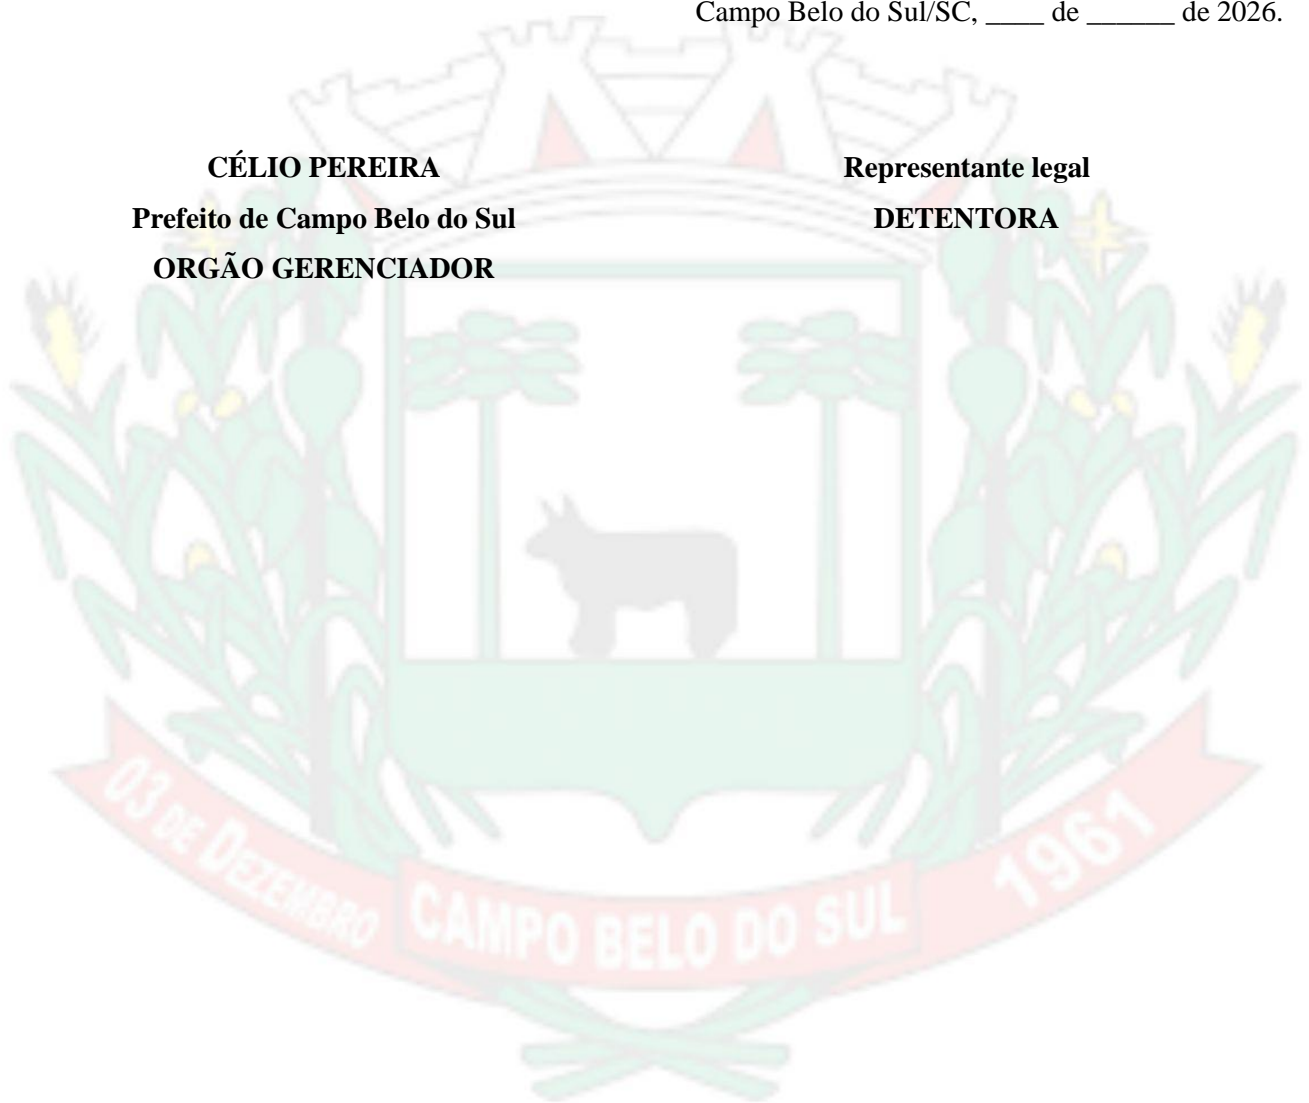 Campo Belo do Sul/SC, ____ de ______ de 2026.
CÉLIO PEREIRA
Prefeito de Campo Belo do Sul
ORGÃO GERENCIADOR
Representante legal
DETENTORA
03 DE DEZEMBRO
CAMPO BELO DO SUL
1961